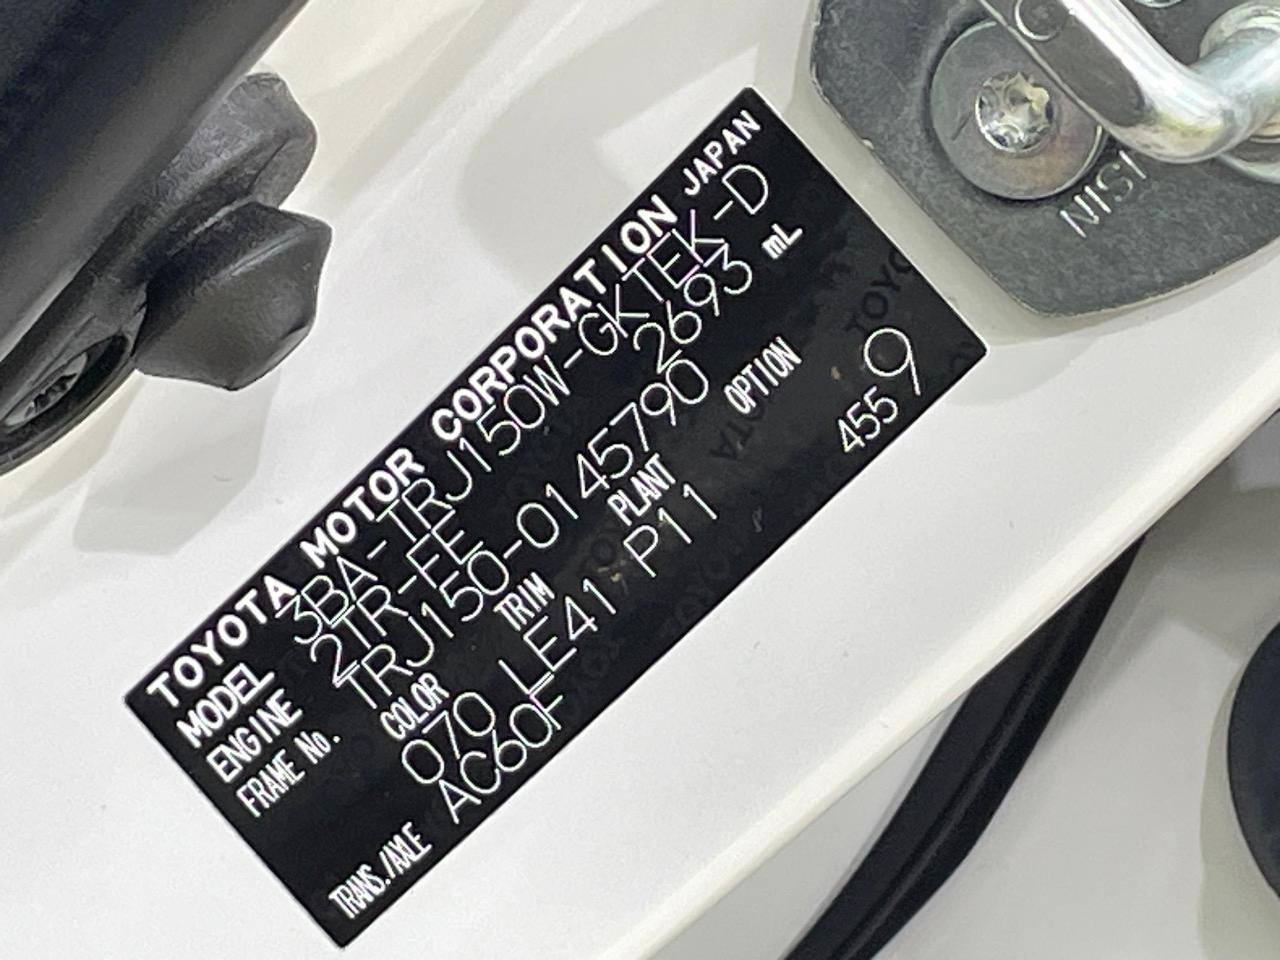 TOYOTA MOTOR CORPORATION JAPAN
MODEL 3BA-TRJ150W-GKTEK-D
ENGINE 2TR-FE 2693 mL
FRAME No. TRJ150-0145790
COLOR TRIM PLANT OPTION
070 LE41 P11 9
TRANS./AXLE AC60F 455
AISIN